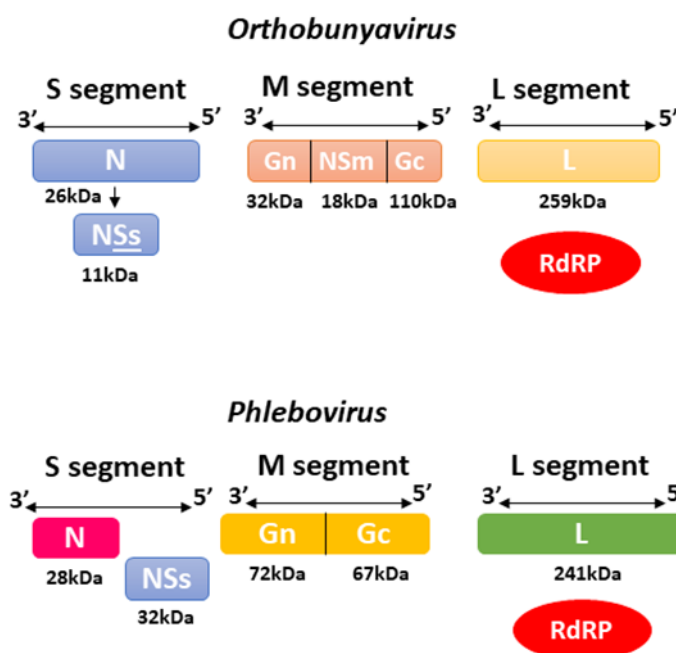 Orthobunyavirus
S segment M segment L segment
3’ 5’ 3’ 5’ 3’ 5’
N Gn NSm Gc L
26kDa 32kDa 18kDa 110kDa 259kDa
NSs
11kDa
RdRP
Phlebovirus
S segment M segment L segment
3’ 5’ 3’ 5’ 3’ 5’
N Gn Gc L
28kDa NSs 72kDa 67kDa 241kDa
32kDa
RdRP